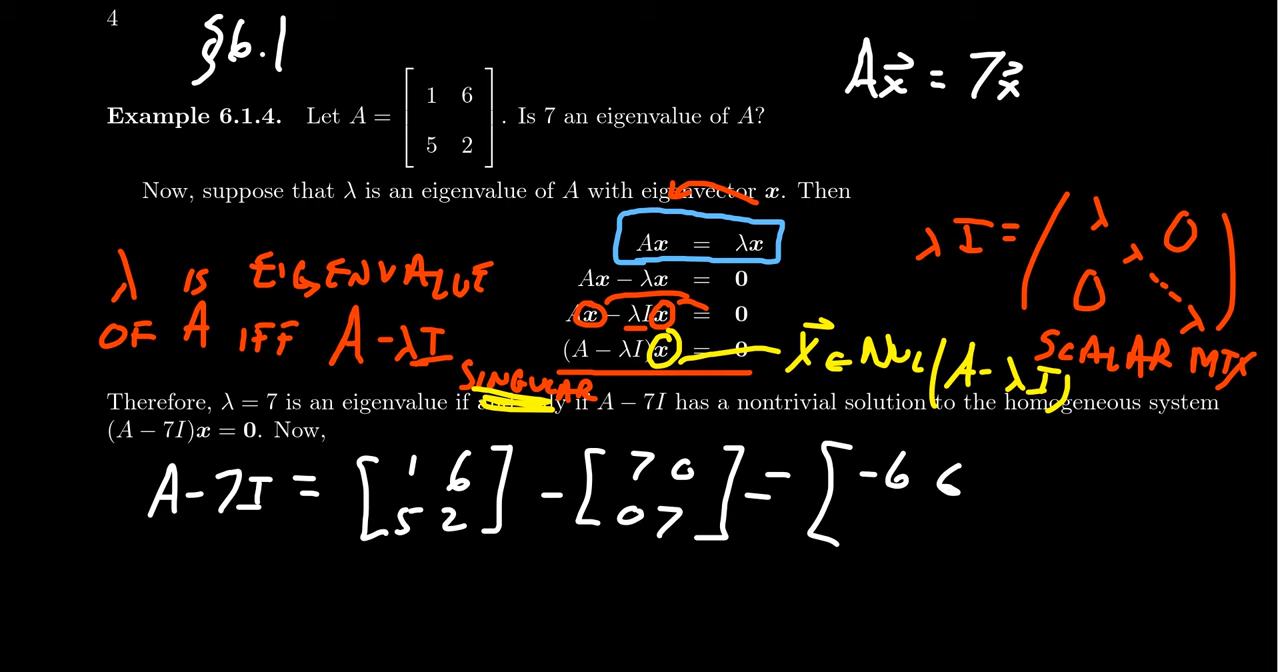 4
§6.1
Ax⃗ = 7x⃗
Example 6.1.4. Let A = [ 1 6 ; 5 2 ]. Is 7 an eigenvalue of A?
Now, suppose that λ is an eigenvalue of A with eigenvector x. Then
Ax = λx
Ax − λx = 0
Ax − λIx = 0
(A − λI)x = 0
λ IS EIGENVALUE
OF A IFF A-λI
SINGULAR
λI = ( λ 0 λ ⋱ 0 λ )
SCALAR MTX
x⃗ ∈ NUL(A-λI)
Therefore, λ = 7 is an eigenvalue if if A − 7I has a nontrivial solution to the homogeneous system
(A − 7I)x = 0. Now,
A-7I = [ 1 6 ; 5 2 ] - [ 7 0 ; 0 7 ] = [ -6 6